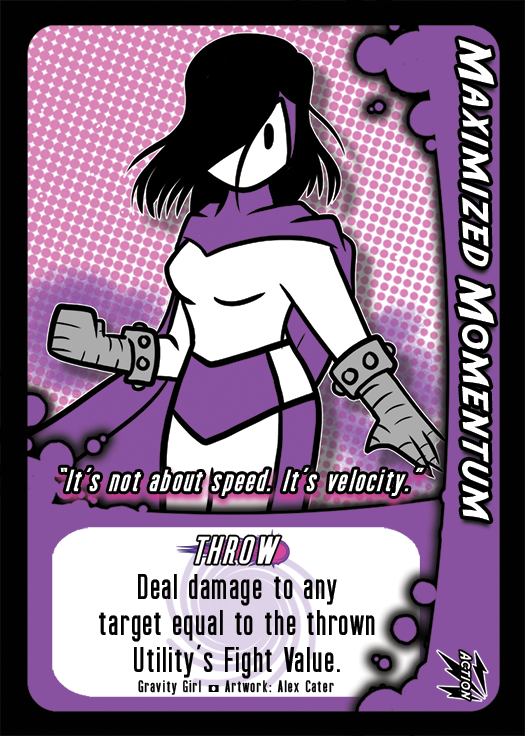 MAXIMIZED MOMENTUM
"It's not about speed. It's velocity."
THROW
Deal damage to any
target equal to the thrown
Utility's Fight Value.
Gravity Girl Artwork: Alex Cater
ACTION